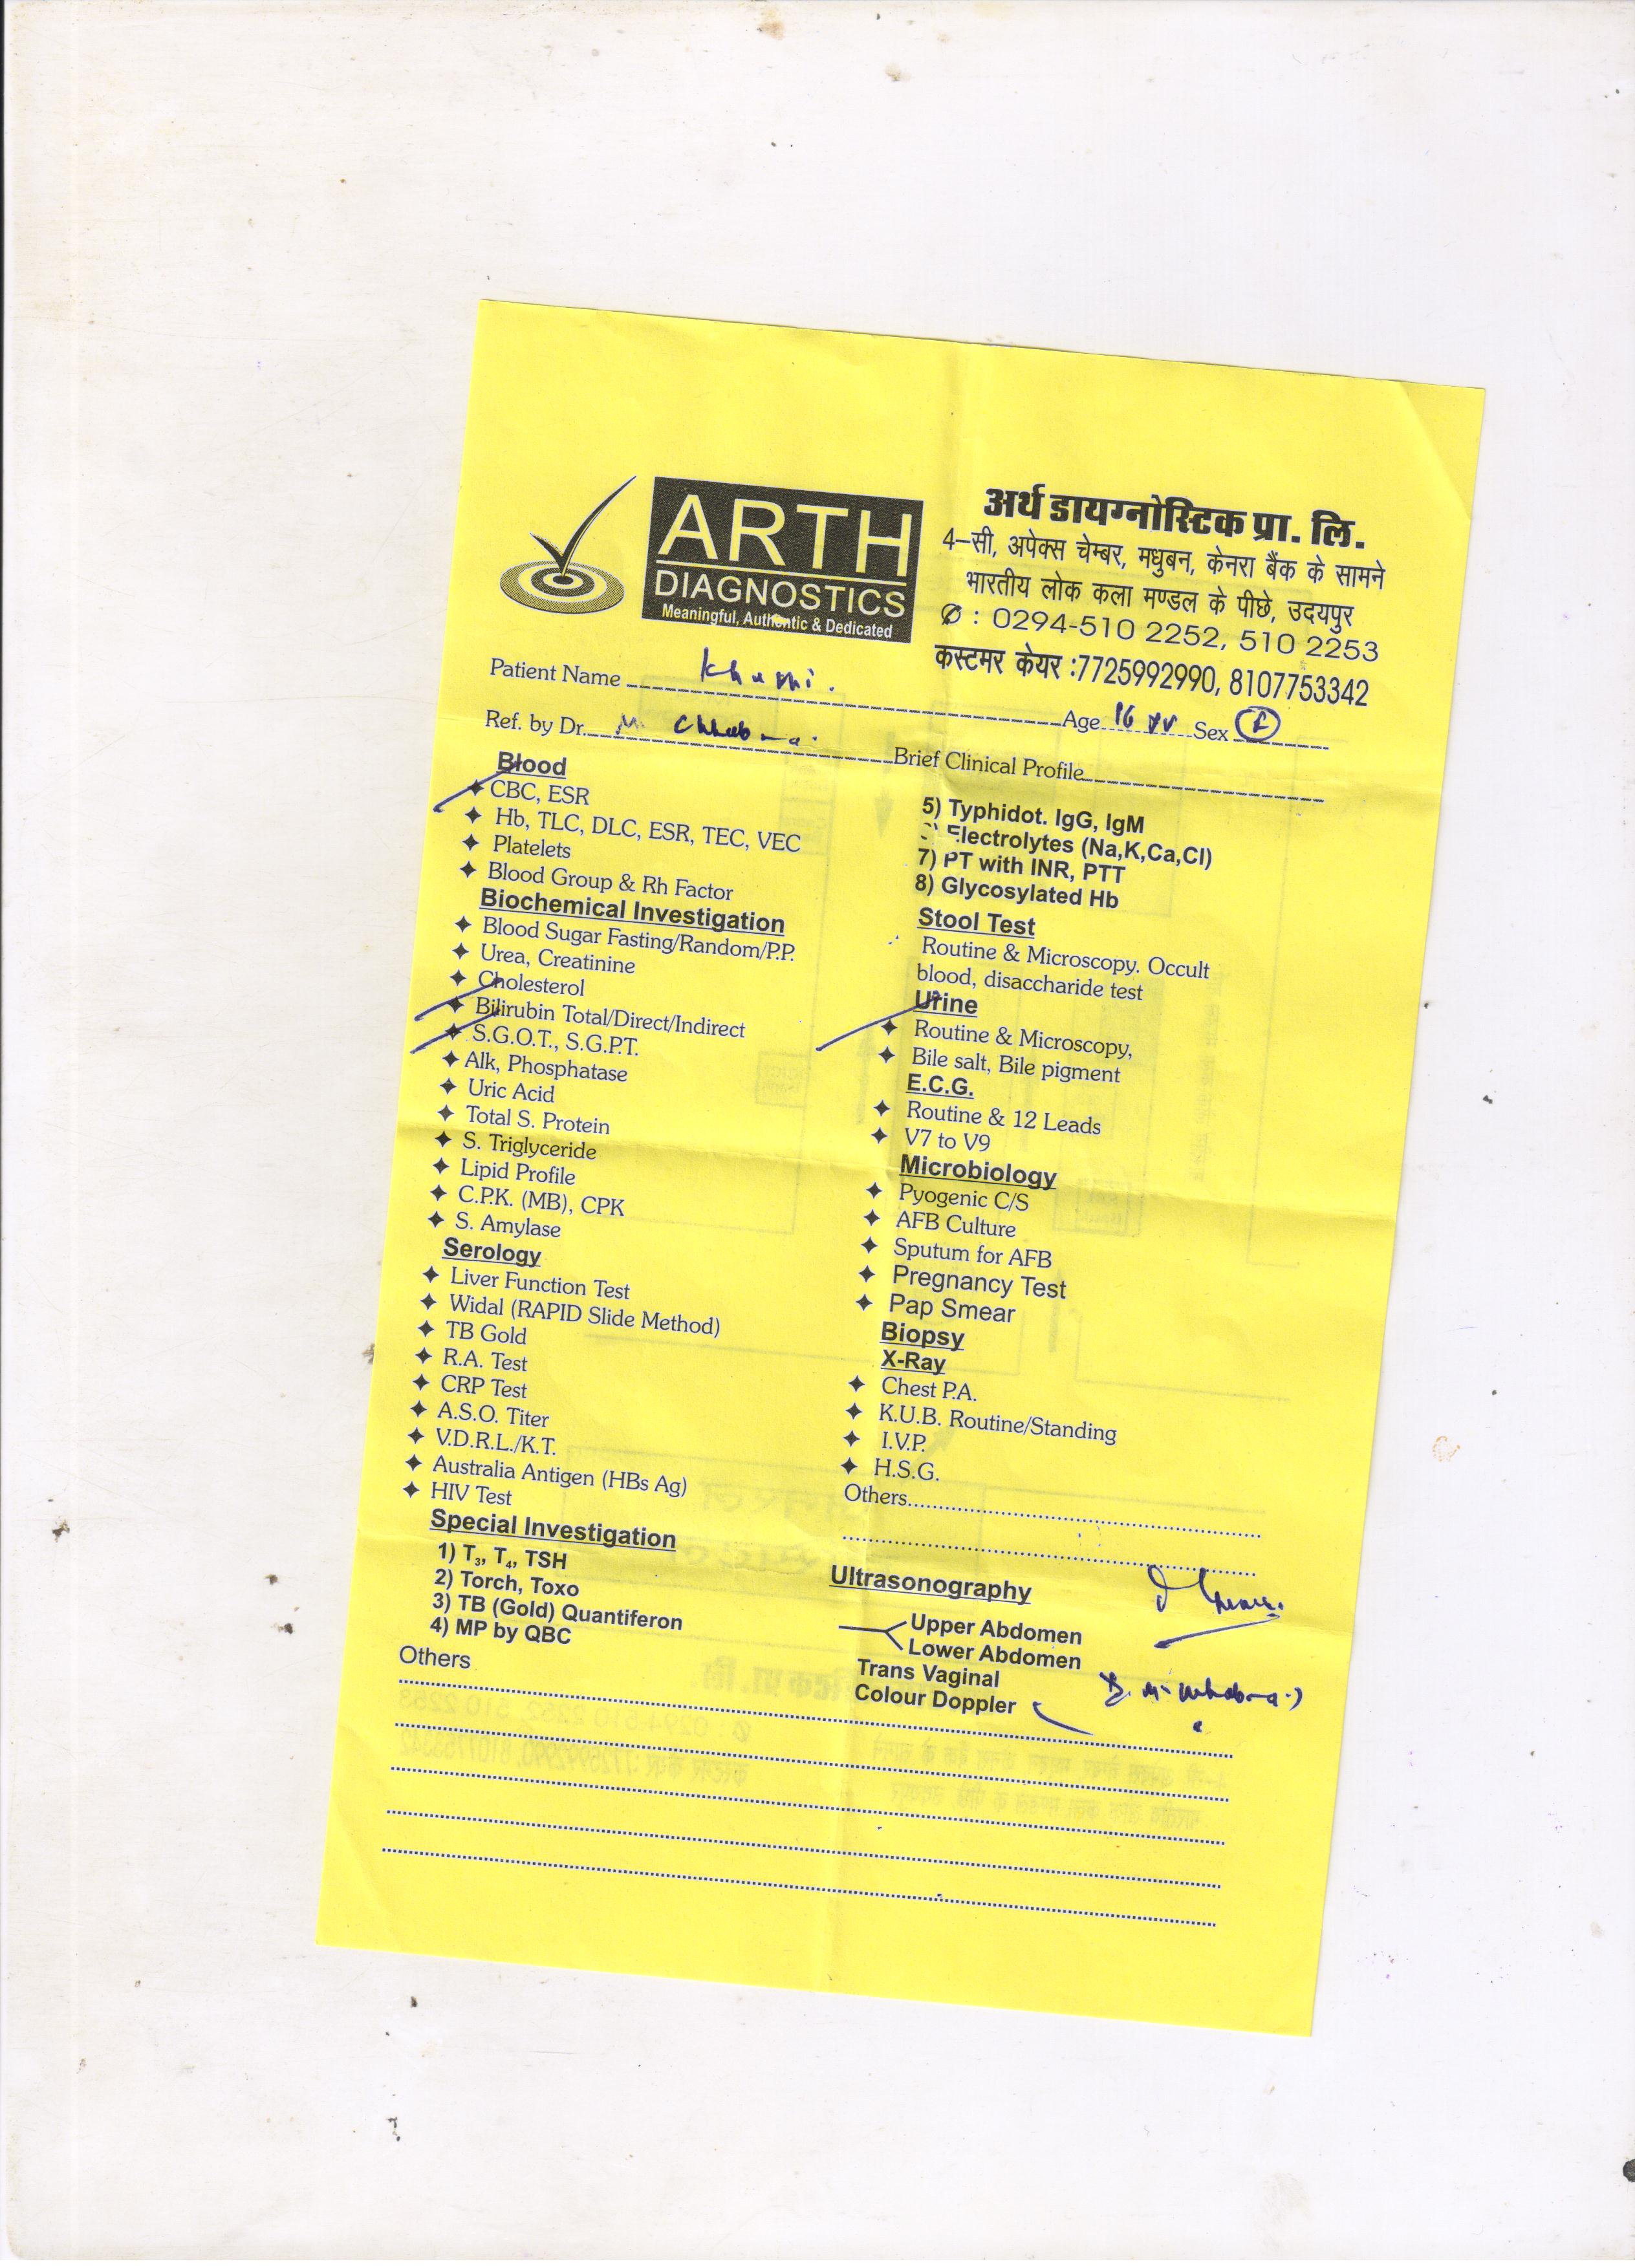 ARTH
DIAGNOSTICS
Meaningful, Authentic & Dedicated
अर्थ डायग्नोस्टिक प्रा. लि.
4–सी, अपेक्स चेम्बर, मधुबन, केनरा बैंक के सामने
भारतीय लोक कला मण्डल के पीछे, उदयपुर
✆ : 0294-510 2252, 510 2253
कस्टमर केयर :7725992990, 8107753342
Patient Name
Age 16 yr Sex F
Ref. by Dr. M Chhabra
Brief Clinical Profile
Blood
CBC, ESR
Hb, TLC, DLC, ESR, TEC, VEC
Platelets
Blood Group & Rh Factor
Biochemical Investigation
Blood Sugar Fasting/Random/P.P.
Urea, Creatinine
Cholesterol
Bilirubin Total/Direct/Indirect
S.G.O.T., S.G.P.T.
Alk, Phosphatase
Uric Acid
Total S. Protein
S. Triglyceride
Lipid Profile
C.P.K. (MB), CPK
S. Amylase
Serology
Liver Function Test
Widal (RAPID Slide Method)
TB Gold
R.A. Test
CRP Test
A.S.O. Titer
V.D.R.L./K.T.
Australia Antigen (HBs Ag)
HIV Test
Special Investigation
1) T₃, T₄, TSH
2) Torch, Toxo
3) TB (Gold) Quantiferon
4) MP by QBC
Others
5) Typhidot. IgG, IgM
Electrolytes (Na,K,Ca,Cl)
7) PT with INR, PTT
8) Glycosylated Hb
Stool Test
Routine & Microscopy. Occult
blood, disaccharide test
Urine
Routine & Microscopy,
Bile salt, Bile pigment
E.C.G.
Routine & 12 Leads
V7 to V9
Microbiology
Pyogenic C/S
AFB Culture
Sputum for AFB
Pregnancy Test
Pap Smear
Biopsy
X-Ray
Chest P.A.
K.U.B. Routine/Standing
I.V.P.
H.S.G.
Others
Ultrasonography
Upper Abdomen
Lower Abdomen
Trans Vaginal
Colour Doppler